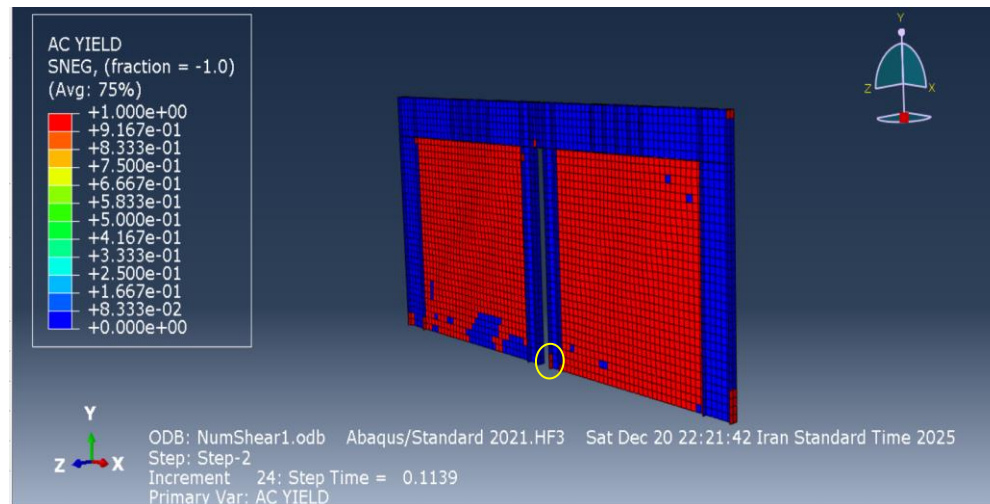 AC YIELD
SNEG, (fraction = -1.0)
(Avg: 75%)
+1.000e+00
+9.167e-01
+8.333e-01
+7.500e-01
+6.667e-01
+5.833e-01
+5.000e-01
+4.167e-01
+3.333e-01
+2.500e-01
+1.667e-01
+8.333e-02
+0.000e+00
Y
Z
X
Y
Z
X
ODB: NumShear1.odb Abaqus/Standard 2021.HF3 Sat Dec 20 22:21:42 Iran Standard Time 2025
Step: Step-2
Increment 24: Step Time = 0.1139
Primary Var: AC YIELD